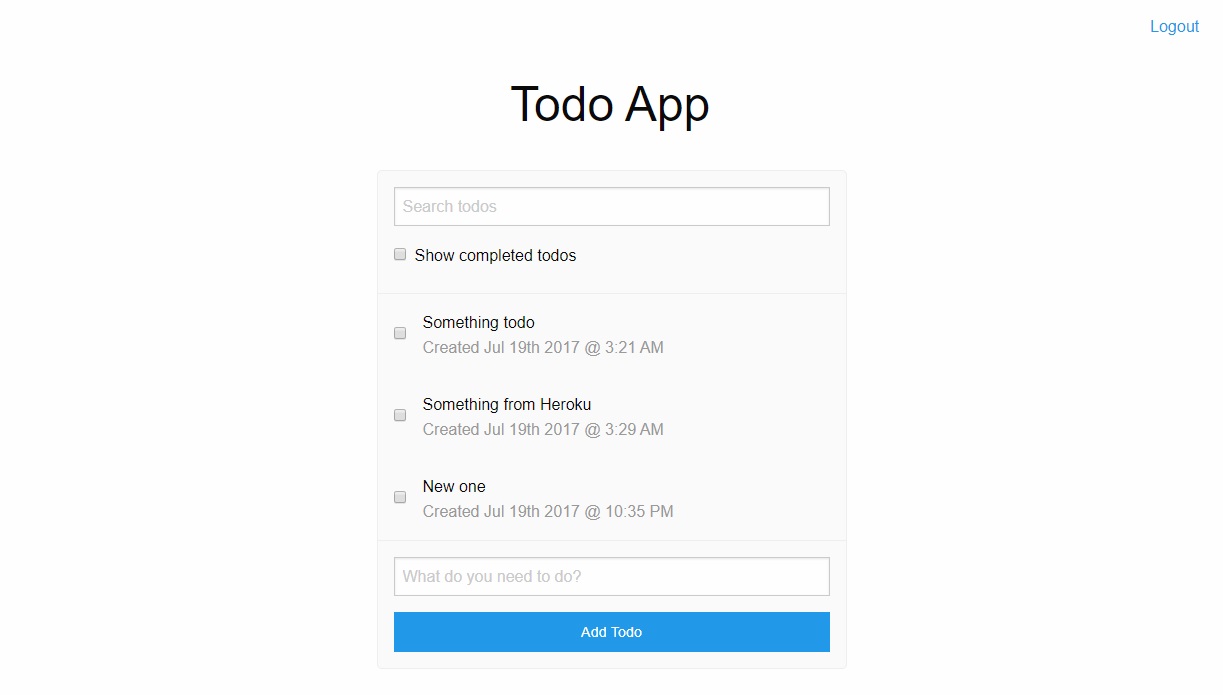 Logout
Todo App
Search todos
Show completed todos
Something todo
Created Jul 19th 2017 @ 3:21 AM
Something from Heroku
Created Jul 19th 2017 @ 3:29 AM
New one
Created Jul 19th 2017 @ 10:35 PM
What do you need to do?
Add Todo